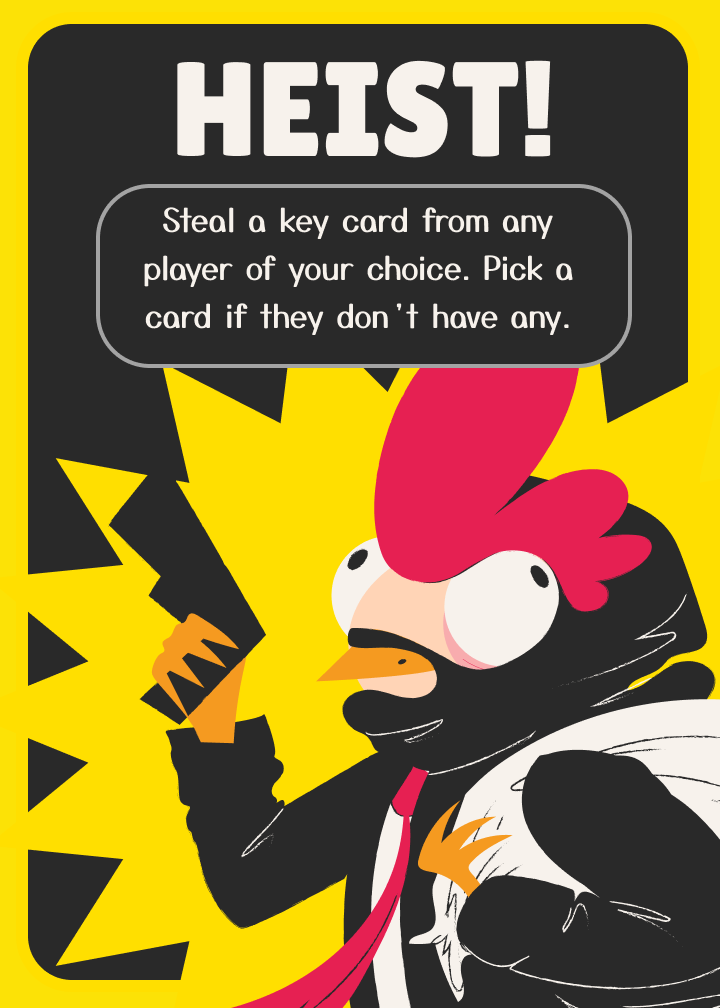 HEIST!
Steal a key card from any
player of your choice. Pick a
card if they don't have any.